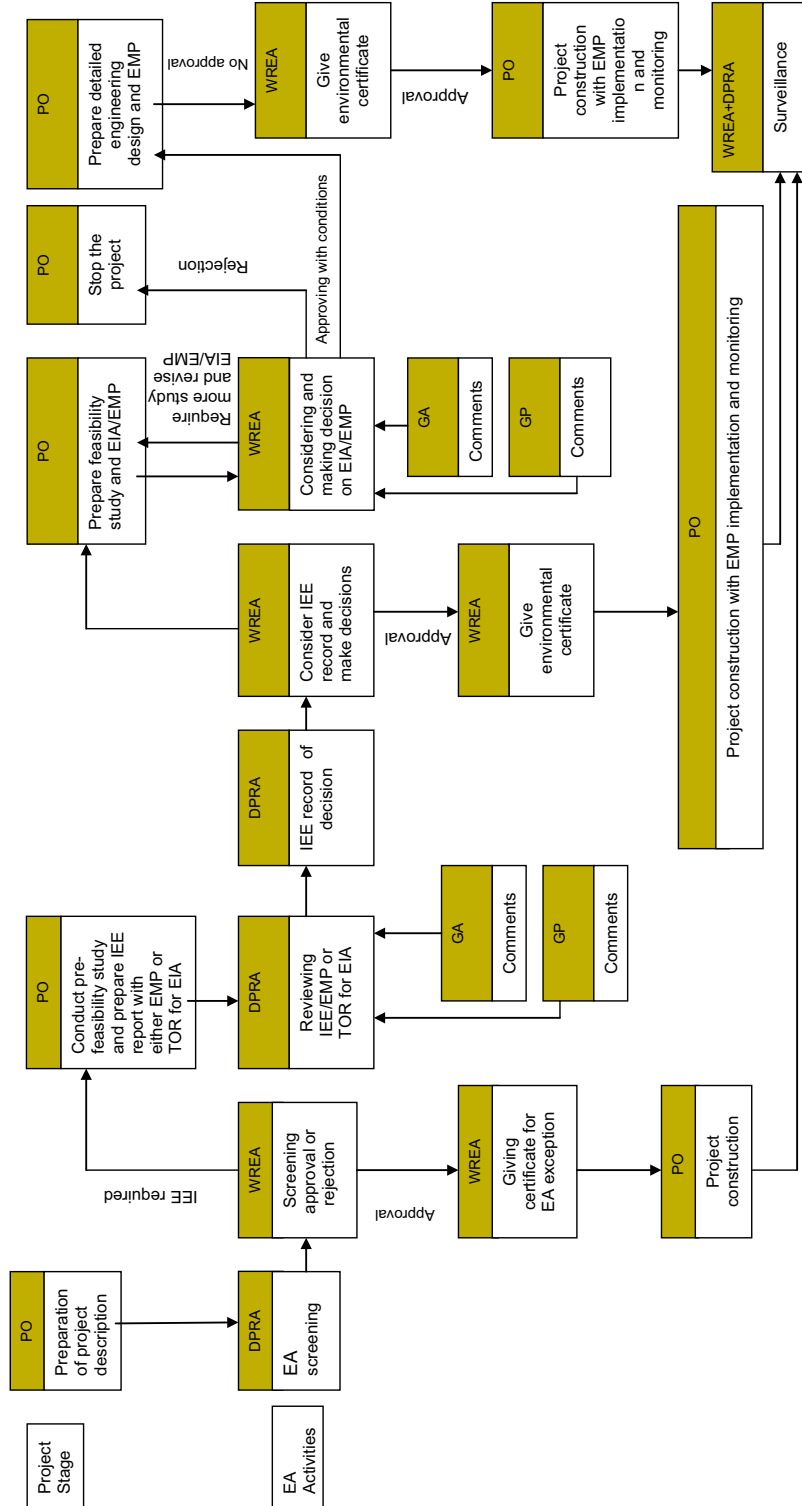 Project
Stage
PO
Preparation
of project
description
PO
Conduct pre-
feasibility study
and prepare IEE
report with
either EMP or
TOR for EIA
PO
Prepare feasibility
study and EIA/EMP
PO
Stop the
project
PO
Prepare detailed
engineering
design and EMP
IEE required
Require
more study
and revise
EIA/EMP
Rejection
No approval
EA
Activities
DPRA
EA
screening
WREA
Screening
approval or
rejection
DPRA
Reviewing
IEE/EMP or
TOR for EIA
DPRA
IEE record of
decision
WREA
Consider IEE
record and
make decisions
WREA
Considering and
making decision
on EIA/EMP
Approving with conditions
WREA
Give
environmental
certificate
Approval
Approval
Approval
WREA
Giving
certificate for
EA exception
GA
Comments
WREA
Give
environmental
certificate
GA
Comments
PO
Project
construction
with EMP
implementatio
n and
monitoring
GP
Comments
GP
Comments
PO
Project
construction
PO
Project construction with EMP implementation and monitoring
WREA+DPRA
Surveillance